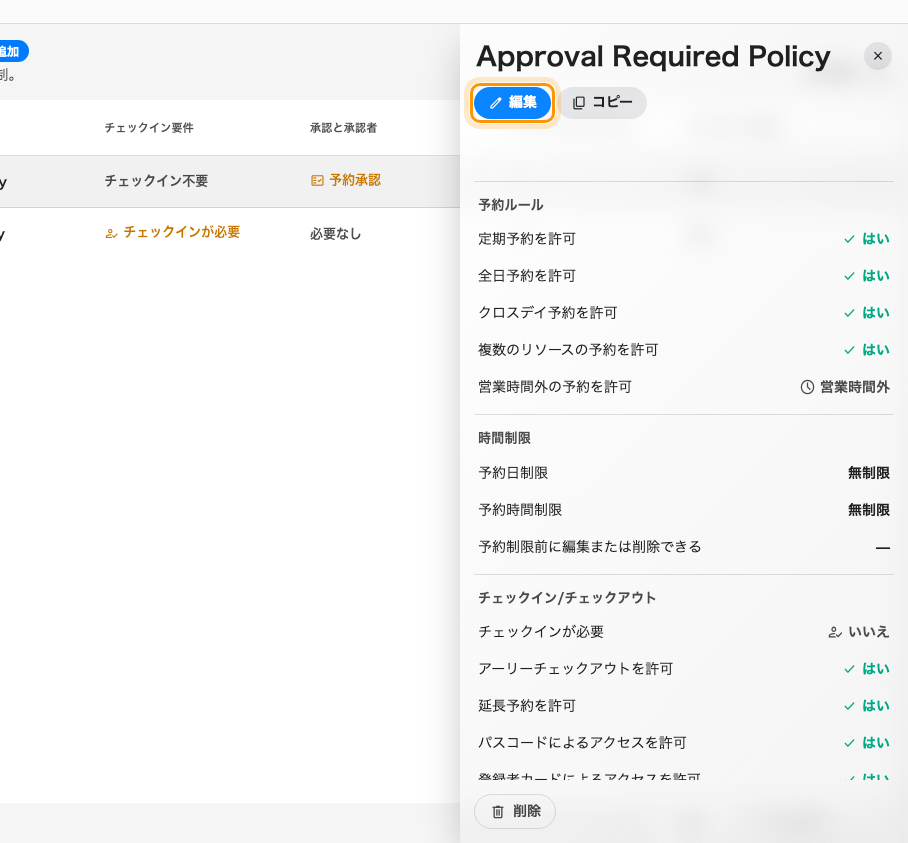 追加
制。
チェックイン要件
承認と承認者
y
チェックイン不要
予約承認
y
チェックインが必要
必要なし
Approval Required Policy
編集
コピー
予約ルール
定期予約を許可
はい
全日予約を許可
はい
クロスデイ予約を許可
はい
複数のリソースの予約を許可
はい
営業時間外の予約を許可
営業時間外
時間制限
予約日制限
無制限
予約時間制限
無制限
予約制限前に編集または削除できる
—
チェックイン/チェックアウト
チェックインが必要
いいえ
アーリーチェックアウトを許可
はい
延長予約を許可
はい
パスコードによるアクセスを許可
はい
登録者カードによるアクセスを許可
はい
削除